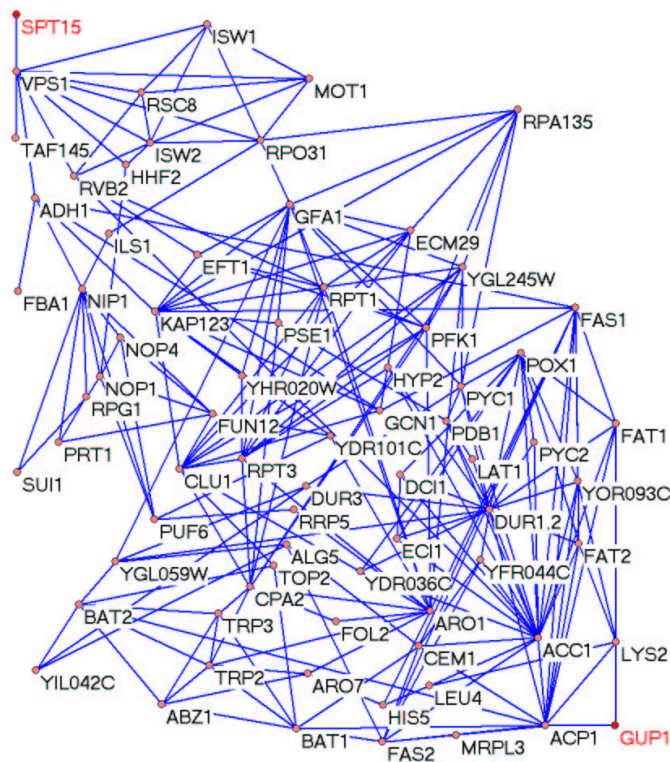 SPT15
ISW1
VPS1
MOT1
RSC8
RPA135
TAF145
ISW2
RPO31
HHF2
RVB2
ADH1
GFA1
ILS1
ECM29
EFT1
YGL245W
FBA1
NIP1
RPT1
KAP123
FAS1
PSE1
PFK1
NOP4
POX1
NOP1
YHR020W
HYP2
PYC1
RPG1
GCN1
FUN12
PDB1
FAT1
PRT1
YDR101C
PYC2
RPT3
LAT1
SUI1
CLU1
DCI1
YOR093C
DUR3
PUF6
RRP5
DUR1,2
ECI1
FAT2
ALG5
YGL059W
TOP2
YDR036C
YFR044C
CPA2
BAT2
TRP3
FOL2
ARO1
ACC1
CEM1
LYS2
YIL042C
TRP2
ARO7
LEU4
ABZ1
HIS5
BAT1
ACP1
GUP1
FAS2
MRPL3